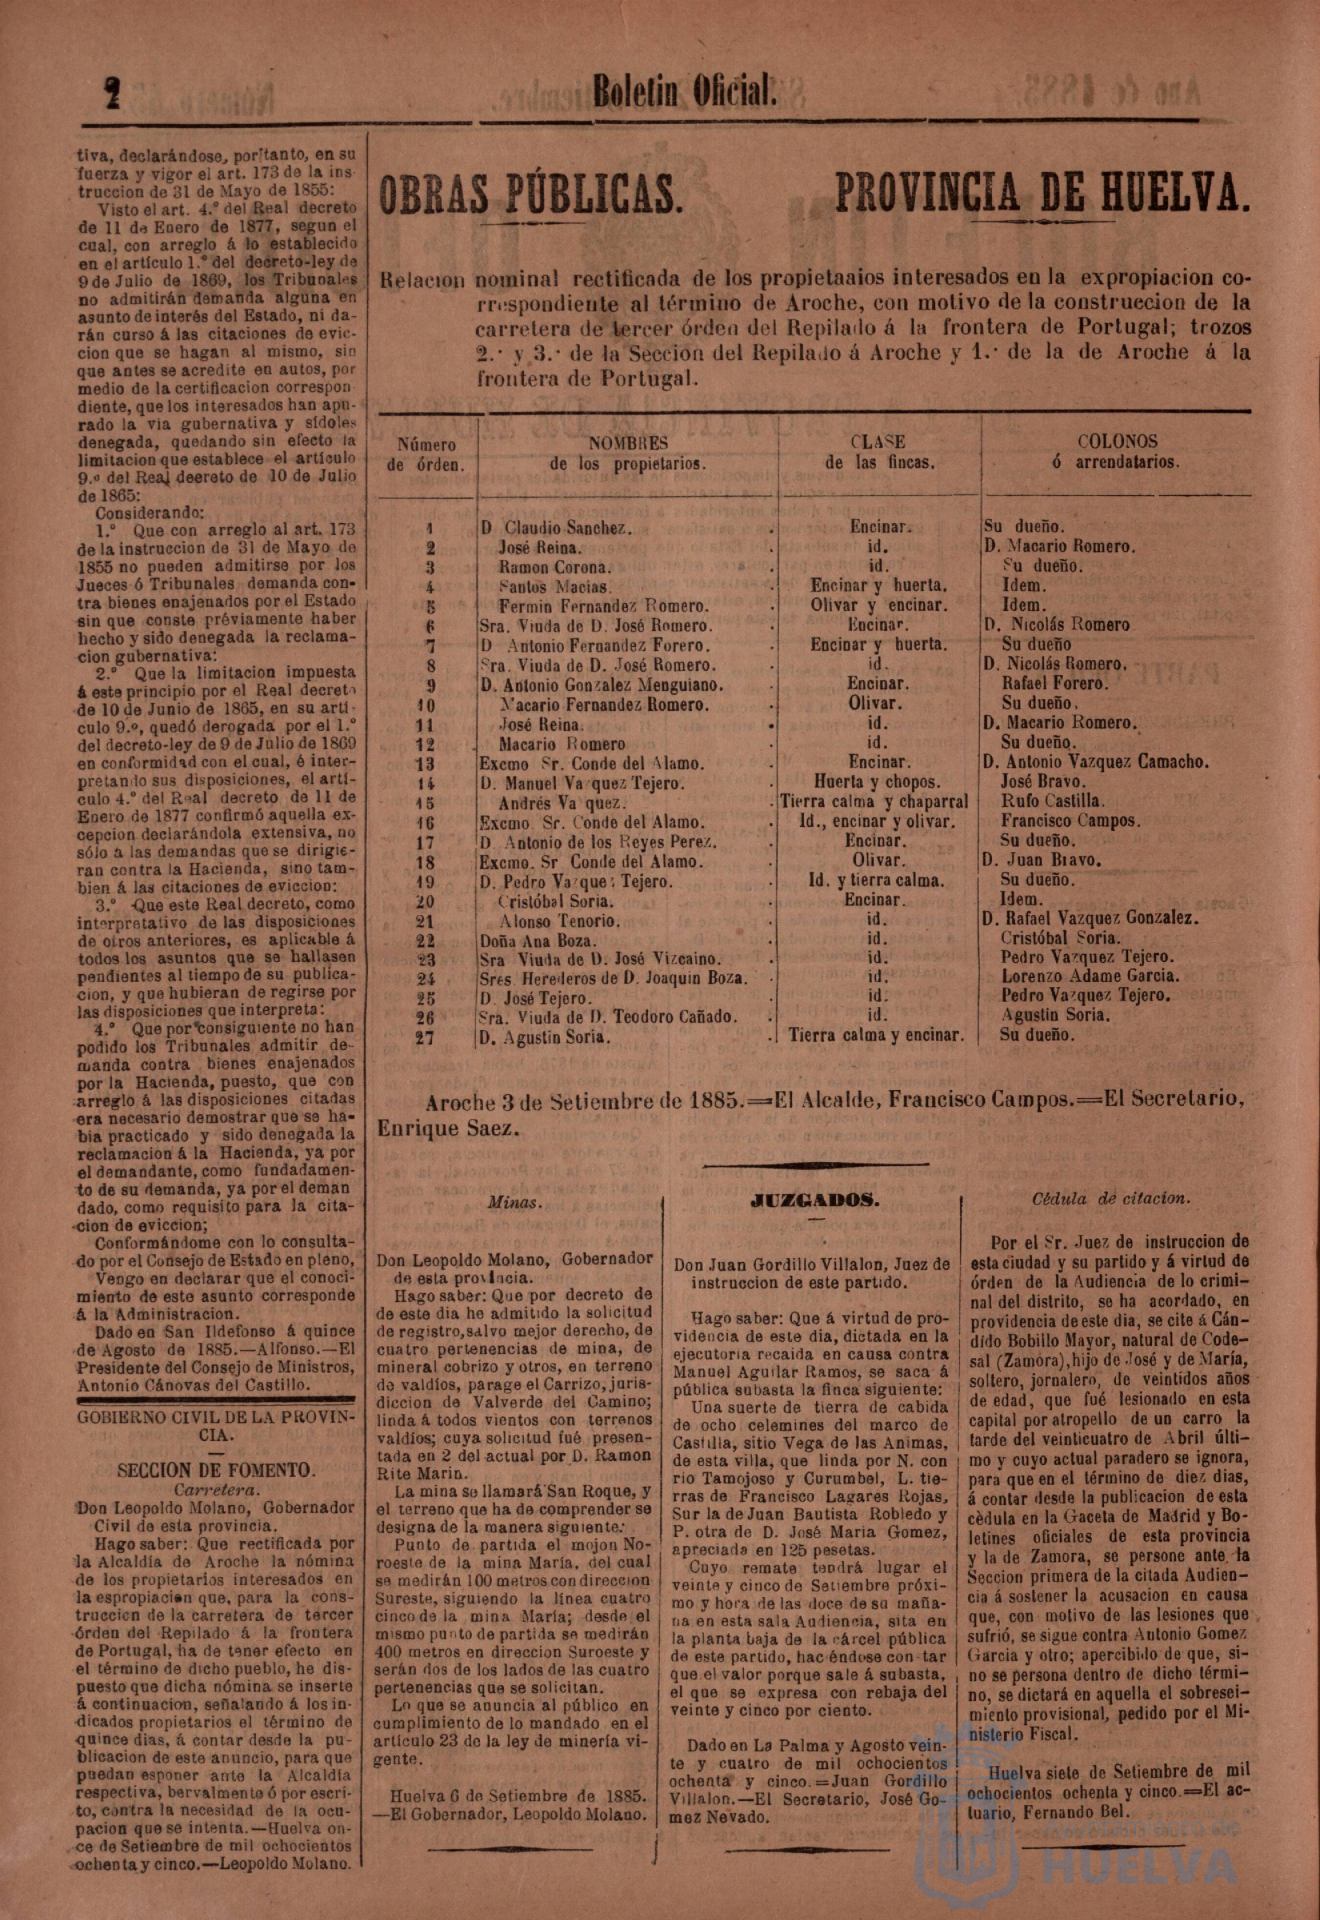 2
Boletin Oficial.
tiva, declarándose, portanto, en su
fuerza y vigor el art. 173 de la ins-
truccion de 31 de Mayo de 1855:
Visto el art. 4.º del Real decreto
de 11 de Enero de 1877, segun el
cual, con arreglo á lo establecido
en el artículo 1.º del decreto-ley de
9 de Julio de 1869, los Tribunales
no admitirán demanda alguna en
asunto de interés del Estado, ni da-
rán curso á las citaciones de evic-
cion que se hagan al mismo, sin
que antes se acredite en autos, por
medio de la certificacion correspon
diente, que los interesados han apu-
rado la via gubernativa y sídoles
denegada, quedando sin efecto la
limitacion que establece el artículo
9.º del Real decreto de 10 de Julio
de 1865:
Considerando:
1.º Que con arreglo al art. 173
de la instruccion de 31 de Mayo de
1855 no pueden admitirse por los
Jueces ó Tribunales demanda con-
tra bienes enajenados por el Estado
sin que conste préviamente haber
hecho y sido denegada la reclama-
cion gubernativa:
2.º Que la limitacion impuesta
á este principio por el Real decreto
de 10 de Junio de 1865, en su artí-
culo 9.º, quedó derogada por el 1.º
del decreto-ley de 9 de Julio de 1869
en conformidad con el cual, é inter-
pretando sus disposiciones, el artí-
culo 4.º del Real decreto de 11 de
Enero de 1877 confirmó aquella ex-
cepcion declarándola extensiva, no
sólo á las demandas que se dirigie-
ran contra la Hacienda, sino tam-
bien á las citaciones de eviccion:
3.º Que este Real decreto, como
interpretativo de las disposiciones
de otros anteriores, es aplicable á
todos los asuntos que se hallasen
pendientes al tiempo de su publica-
cion, y que hubieran de regirse por
las disposiciones que interpreta:
4.º Que por consiguiente no han
podido los Tribunales admitir de-
manda contra bienes enajenados
por la Hacienda, puesto, que con
arreglo á las disposiciones citadas
era necesario demostrar que se ha-
bia practicado y sido denegada la
reclamacion á la Hacienda, ya por
el demandante, como fundadamen-
to de su demanda, ya por el deman
dado, como requisito para la cita-
cion de eviccion;
Conformándome con lo consulta-
do por el Consejo de Estado en pleno,
Vengo en declarar que el conoci-
miento de este asunto corresponde
á la Administracion.
Dado en San Ildefonso á quince
de Agosto de 1885.—Alfonso.—El
Presidente del Consejo de Ministros,
Antonio Cánovas del Castillo.
GOBIERNO CIVIL DE LA PROVIN-
CIA.
SECCION DE FOMENTO.
Carretera.
Don Leopoldo Molano, Gobernador
Civil de esta provincia.
Hago saber: Que rectificada por
la Alcaldía de Aroche la nómina
de los propietarios interesados en
la espropiacien que, para la cons-
truccion de la carretera de tercer
órden del Repilado á la frontera
de Portugal, ha de tener efecto en
el término de dicho pueblo, he dis-
puesto que dicha nómina se inserte
á continuacion, señalando á los in-
dicados propietarios el término de
quince dias, á contar desde la pu-
blicacion de este anuncio, para que
puedan esponer ante la Alcaldía
respectiva, bervalmente ó por escri-
to, contra la necesidad de la ocu-
pacion que se intenta.—Huelva on-
ce de Setiembre de mil ochocientos
ochenta y cinco.—Leopoldo Molano.
OBRAS PÚBLICAS. PROVINCIA DE HUELVA.
Relacion nominal rectificada de los propietaaios interesados en la expropiacion co-
rrespondiente al término de Aroche, con motivo de la construccion de la
carretera de tercer órden del Repilado á la frontera de Portugal; trozos
2.º y 3.º de la Seccion del Repilado á Aroche y 1.º de la de Aroche á la
frontera de Portugal.
Número NOMBRES CLASE COLONOS
de órden. de los propietarios. de las fincas. ó arrendatarios.
1 D Claudio Sanchez. Encinar. Su dueño.
2 José Reina. id. D. Macario Romero.
3 Ramon Corona. id. Su dueño.
4 Santos Macias. Encinar y huerta. Idem.
5 Fermin Fernandez Romero. Olivar y encinar. Idem.
6 Sra. Viuda de D. José Romero. Encinar. D. Nicolás Romero
7 D Antonio Fernandez Forero. Encinar y huerta. Su dueño
8 Sra. Viuda de D. José Romero. id. D. Nicolás Romero.
9 D. Antonio Gonzalez Menguiano. Encinar. Rafael Forero.
10 Macario Fernandez Romero. Olivar. Su dueño.
11 José Reina. id. D. Macario Romero.
12 Macario Romero id. Su dueño.
13 Excmo Sr. Conde del Alamo. Encinar. D. Antonio Vazquez Camacho.
14 D. Manuel Vazquez Tejero. Huerta y chopos. José Bravo.
15 Andrés Va quez. Tierra calma y chaparral Rufo Castilla.
16 Excmo. Sr. Conde del Alamo. Id., encinar y olivar. Francisco Campos.
17 D. Antonio de los Reyes Perez. Encinar. Su dueño.
18 Excmo. Sr Conde del Alamo. Olivar. D. Juan Bravo.
19 D. Pedro Vazquez Tejero. Id. y tierra calma. Su dueño.
20 Cristóbal Soria. Encinar. Idem.
21 Alonso Tenorio. id. D. Rafael Vazquez Gonzalez.
22 Doña Ana Boza. id. Cristóbal Soria.
23 Sra Viuda de D. José Vizcaino. id. Pedro Vazquez Tejero.
24 Sres. Herederos de D. Joaquin Boza. id. Lorenzo Adame Garcia.
25 D. José Tejero. id. Pedro Vazquez Tejero.
26 Sra. Viuda de D. Teodoro Cañado. id. Agustin Soria.
27 D. Agustin Soria. Tierra calma y encinar. Su dueño.
Aroche 3 de Setiembre de 1885.=El Alcalde, Francisco Campos.=El Secretario,
Enrique Saez.
Minas.
Don Leopoldo Molano, Gobernador
de esta provincia.
Hago saber: Que por decreto de
de este dia he admitido la solicitud
de registro, salvo mejor derecho, de
cuatro pertenencias de mina, de
mineral cobrizo y otros, en terreno
de valdíos, parage el Carrizo, juris-
diccion de Valverde del Camino;
linda á todos vientos con terrenos
valdíos; cuya solicitud fué presen-
tada en 2 del actual por D. Ramon
Rite Marin.
La mina se llamará San Roque, y
el terreno que ha de comprender se
designa de la manera siguiente:
Punto de partida el mojon No-
roeste de la mina María, del cual
se medirán 100 metros con direccion
Sureste, siguiendo la línea cuatro
cinco de la mina María; desde el
mismo punto de partida se medirán
400 metros en direccion Suroeste y
serán dos de los lados de las cuatro
pertenencias que se solicitan.
Lo que se anuncia al público en
cumplimiento de lo mandado en el
artículo 23 de la ley de minería vi-
gente.
Huelva 6 de Setiembre de 1885.
—El Gobernador, Leopoldo Molano.
JUZGADOS.
Don Juan Gordillo Villalon, Juez de
instruccion de este partido.
Hago saber: Que á virtud de pro-
videncia de este dia, dictada en la
ejecutoria recaida en causa contra
Manuel Aguilar Ramos, se saca á
pública subasta la finca siguiente:
Una suerte de tierra de cabida
de ocho celemines del marco de
Castilla, sitio Vega de las Animas,
de esta villa, que linda por N. con
rio Tamojoso y Curumbel, L. tie-
rras de Francisco Lagares Rojas,
Sur la de Juan Bautista Robledo y
P. otra de D. José Maria Gomez,
apreciada en 125 pesetas.
Cuyo remate tendrá lugar el
veinte y cinco de Setiembre próxi-
mo y hora de las doce de su maña-
na en esta sala Audiencia, sita en
la planta baja de la cárcel pública
de este partido, haciéndose constar
que el valor porque sale á subasta,
el que se expresa con rebaja del
veinte y cinco por ciento.
Dado en La Palma y Agosto vein-
te y cuatro de mil ochocientos
ochenta y cinco.=Juan Gordillo
Villalon.—El Secretario, José Go-
mez Nevado.
Cédula de citacion.
Por el Sr. Juez de instruccion de
esta ciudad y su partido y á virtud de
órden de la Audiencia de lo crimi-
nal del distrito, se ha acordado, en
providencia de este dia, se cite á Cán-
dido Bobillo Mayor, natural de Code-
sal (Zamora), hijo de José y de María,
soltero, jornalero, de veintidos años
de edad, que fué lesionado en esta
capital por atropello de un carro la
tarde del veinticuatro de Abril últi-
mo y cuyo actual paradero se ignora,
para que en el término de diez dias,
á contar desde la publicacion de esta
cèdula en la Gaceta de Madrid y Bo-
letines oficiales de esta provincia
y la de Zamora, se persone ante la
Seccion primera de la citada Audien-
cia á sostener la acusacion en causa
que, con motivo de las lesiones que
sufrió, se sigue contra Antonio Gomez
Garcia y otro; apercibido de que, si-
no se persona dentro de dicho térmi-
no, se dictará en aquella el sobresei-
miento provisional, pedido por el Mi-
nisterio Fiscal.
Huelva siete de Setiembre de mil
ochocientos ochenta y cinco.=El ac-
tuario, Fernando Bel.
Ayuntamiento de
HUELVA